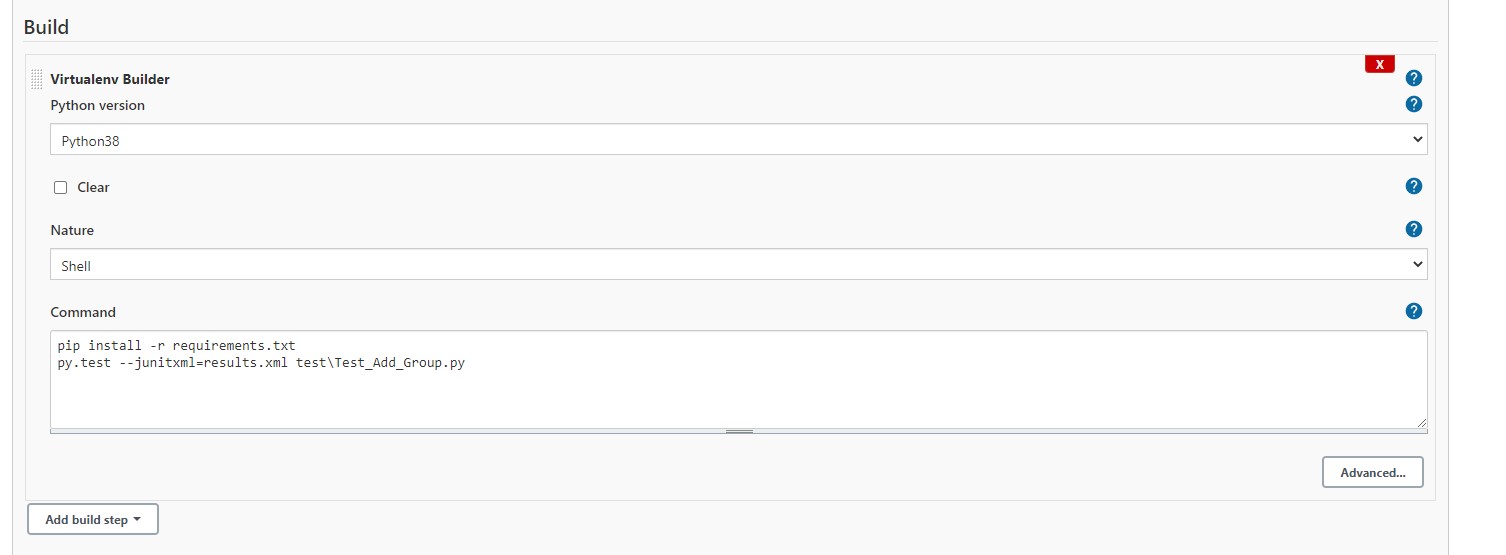 Build
X
Virtualenv Builder ?
Python version ?
Python38
Clear ?
Nature ?
Shell
Command ?
pip install -r requirements.txt
py.test --junitxml=results.xml test\Test_Add_Group.py
Advanced...
Add build step